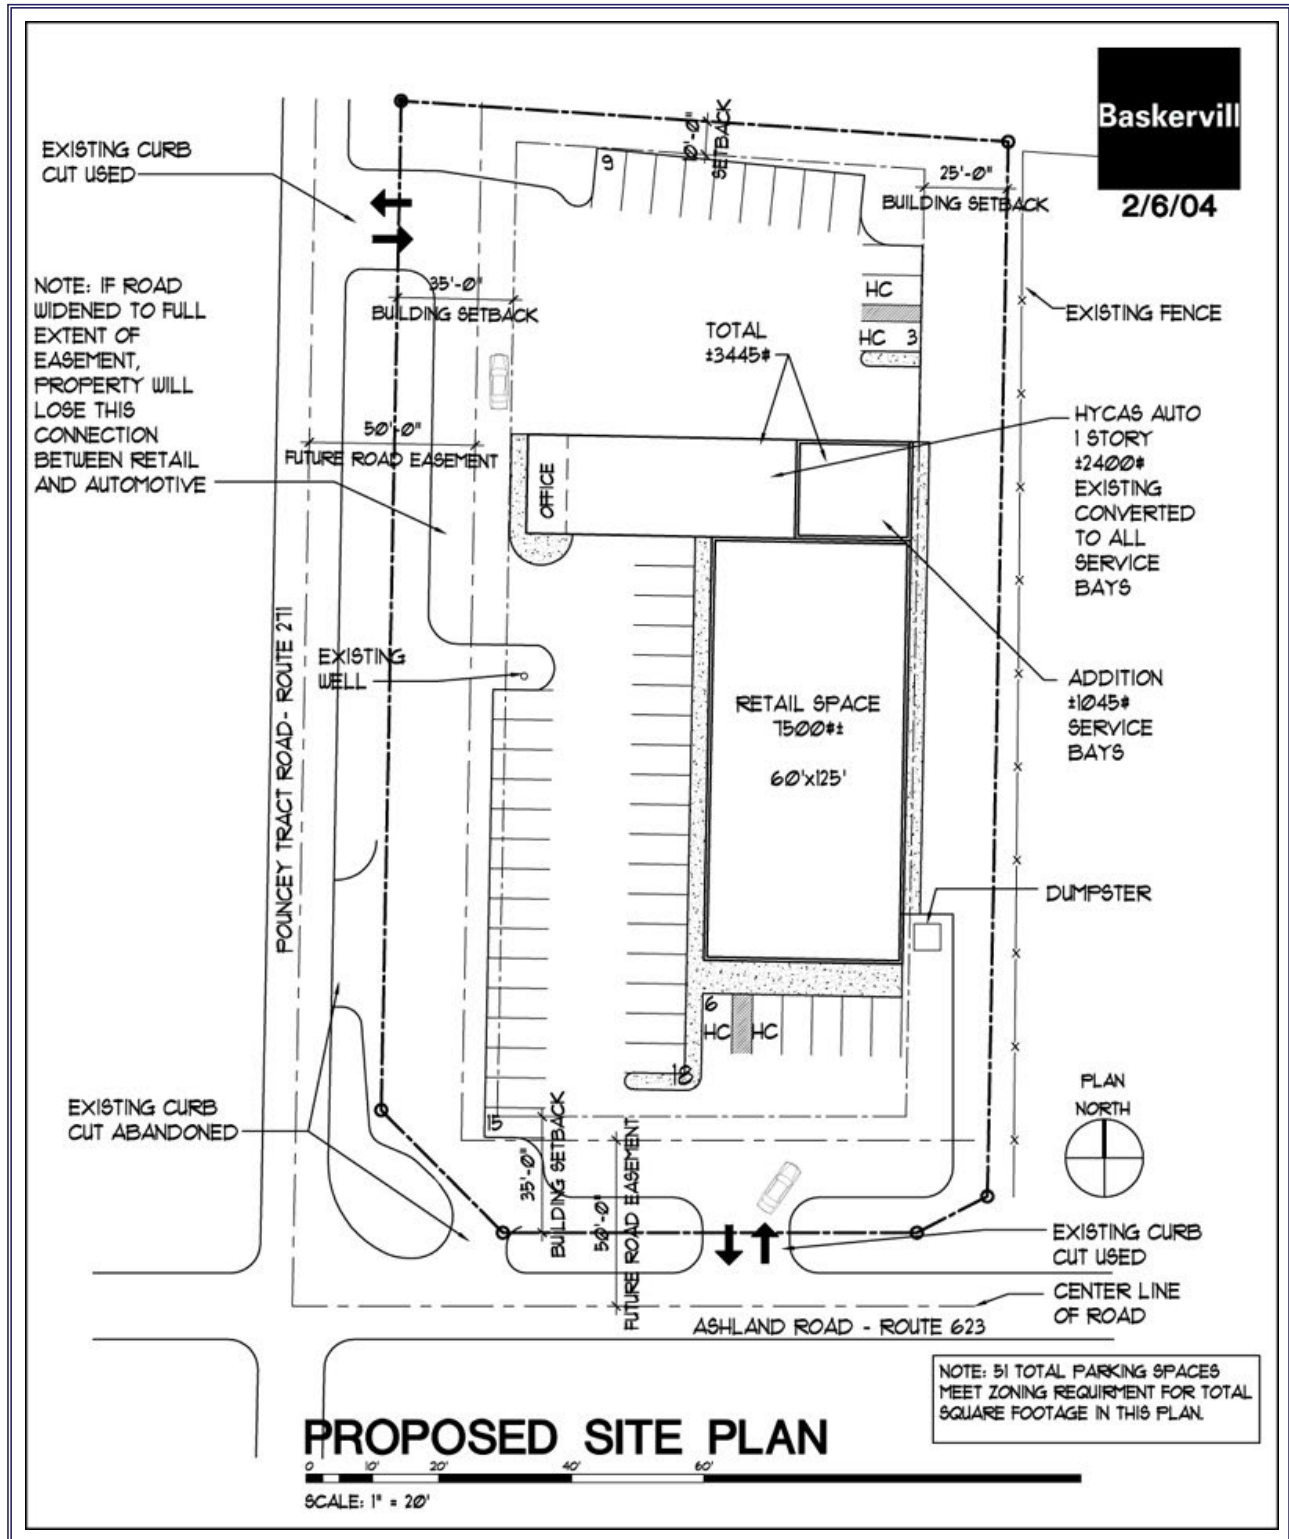 Baskervill
2/6/04
EXISTING CURB
CUT USED
10'-0"
SETBACK
9
25'-0"
BUILDING SETBACK
NOTE: IF ROAD
WIDENED TO FULL
EXTENT OF
EASEMENT,
PROPERTY WILL
LOSE THIS
CONNECTION
BETWEEN RETAIL
AND AUTOMOTIVE
35'-0"
BUILDING SETBACK
HC
HC 3
EXISTING FENCE
TOTAL
±3445#
50'-0"
FUTURE ROAD EASEMENT
OFFICE
HYCAS AUTO
1 STORY
±2400#
EXISTING
CONVERTED
TO ALL
SERVICE
BAYS
POUNCEY TRACT ROAD - ROUTE 271
EXISTING
WELL
RETAIL SPACE
7500#±
60'x125'
ADDITION
±1045#
SERVICE
BAYS
DUMPSTER
6
HC HC
18
15
EXISTING CURB
CUT ABANDONED
35'-0"
BUILDING SETBACK
50'-0"
FUTURE ROAD EASEMENT
PLAN
NORTH
EXISTING CURB
CUT USED
CENTER LINE
OF ROAD
ASHLAND ROAD - ROUTE 623
NOTE: 51 TOTAL PARKING SPACES
MEET ZONING REQUIRMENT FOR TOTAL
SQUARE FOOTAGE IN THIS PLAN.
PROPOSED SITE PLAN
0 10' 20' 40' 60'
SCALE: 1" = 20'